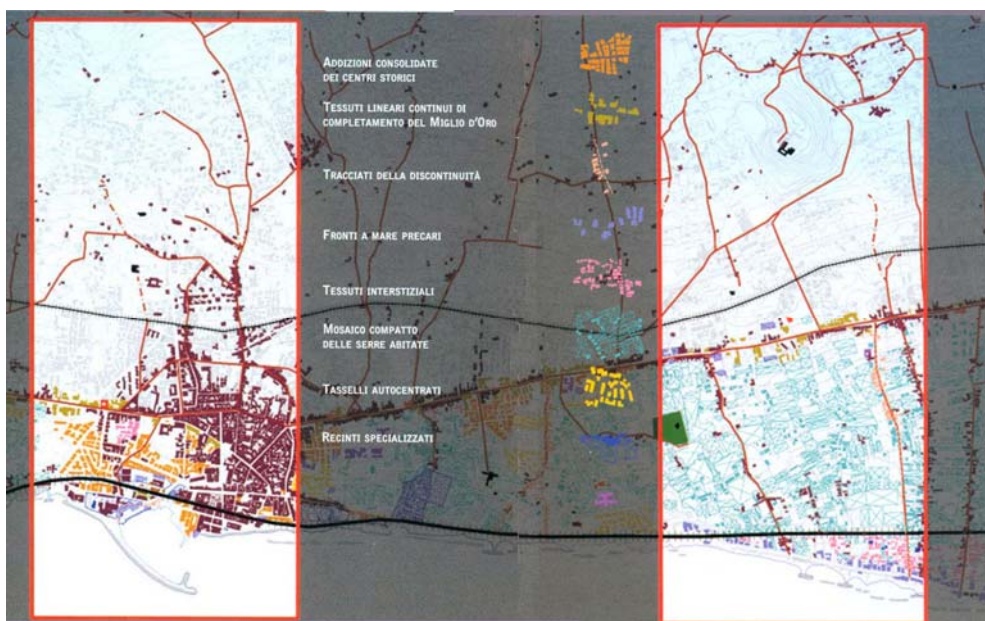 ADDIZIONI CONSOLIDATE
DEI CENTRI STORICI
TESSUTI LINEARI CONTINUI DI
COMPLETAMENTO DEL MIGLIO D'ORO
TRACCIATI DELLA DISCONTINUITÀ
FRONTI A MARE PRECARI
TESSUTI INTERSTIZIALI
MOSAICO COMPATTO
DELLE SERRE ABITATE
TASSELLI AUTOCENTRATI
RECINTI SPECIALIZZATI